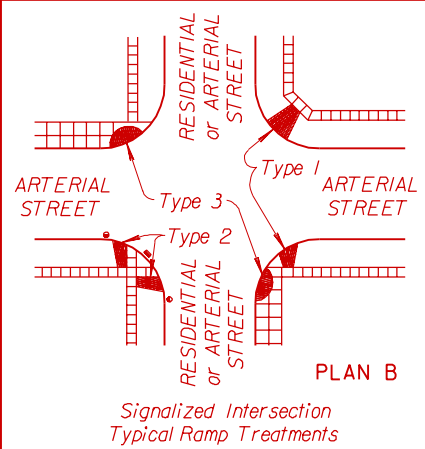 RESIDENTIAL
or ARTERIAL
STREET
Type 1
ARTERIAL
STREET
ARTERIAL
STREET
Type 3
Type 2
RESIDENTIAL
or ARTERIAL
STREET
PLAN B
Signalized Intersection
Typical Ramp Treatments